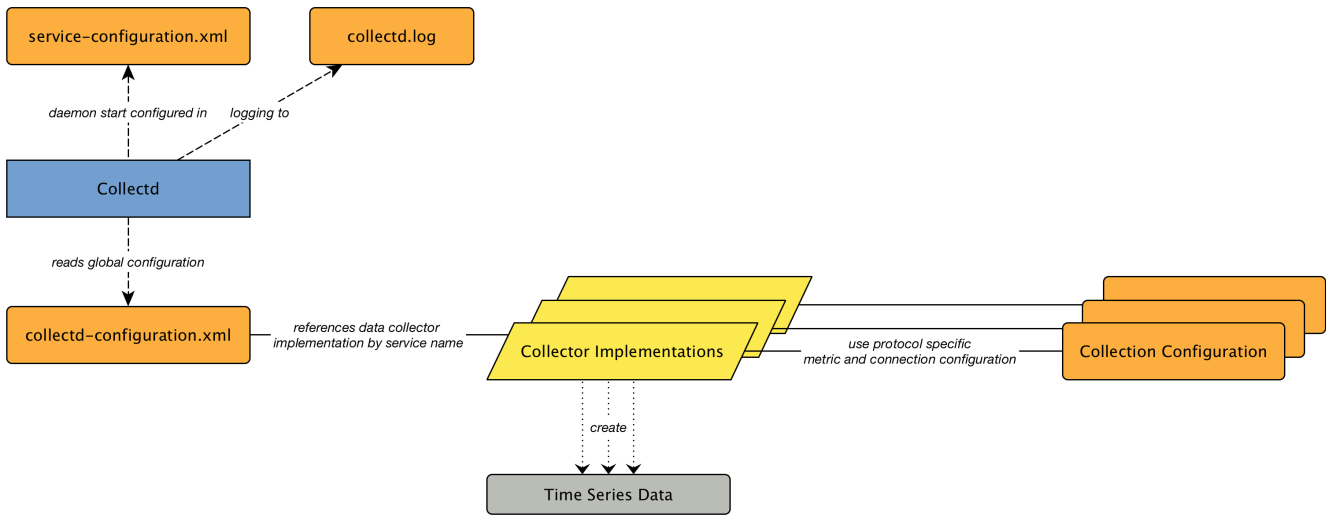 service-configuration.xml
collectd.log
daemon start configured in
logging to
Collectd
reads global configuration
collectd-configuration.xml
references data collector
implementation by service name
Collector Implementations
use protocol specific
metric and connection configuration
Collection Configuration
create
Time Series Data